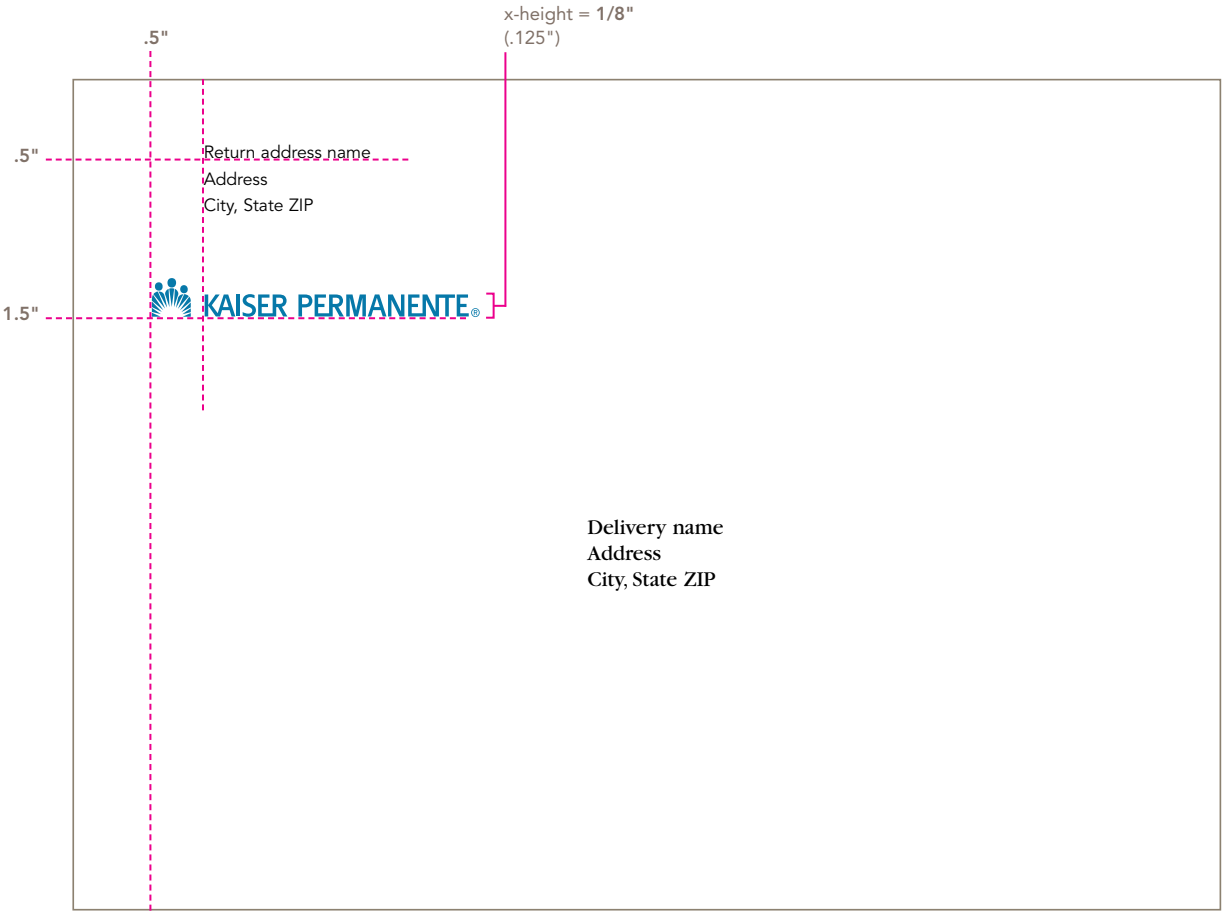 x-height = 1/8"
(.125")
.5"
.5"
Return address name
Address
City, State ZIP
1.5"
KAISER PERMANENTE®
Delivery name
Address
City, State ZIP